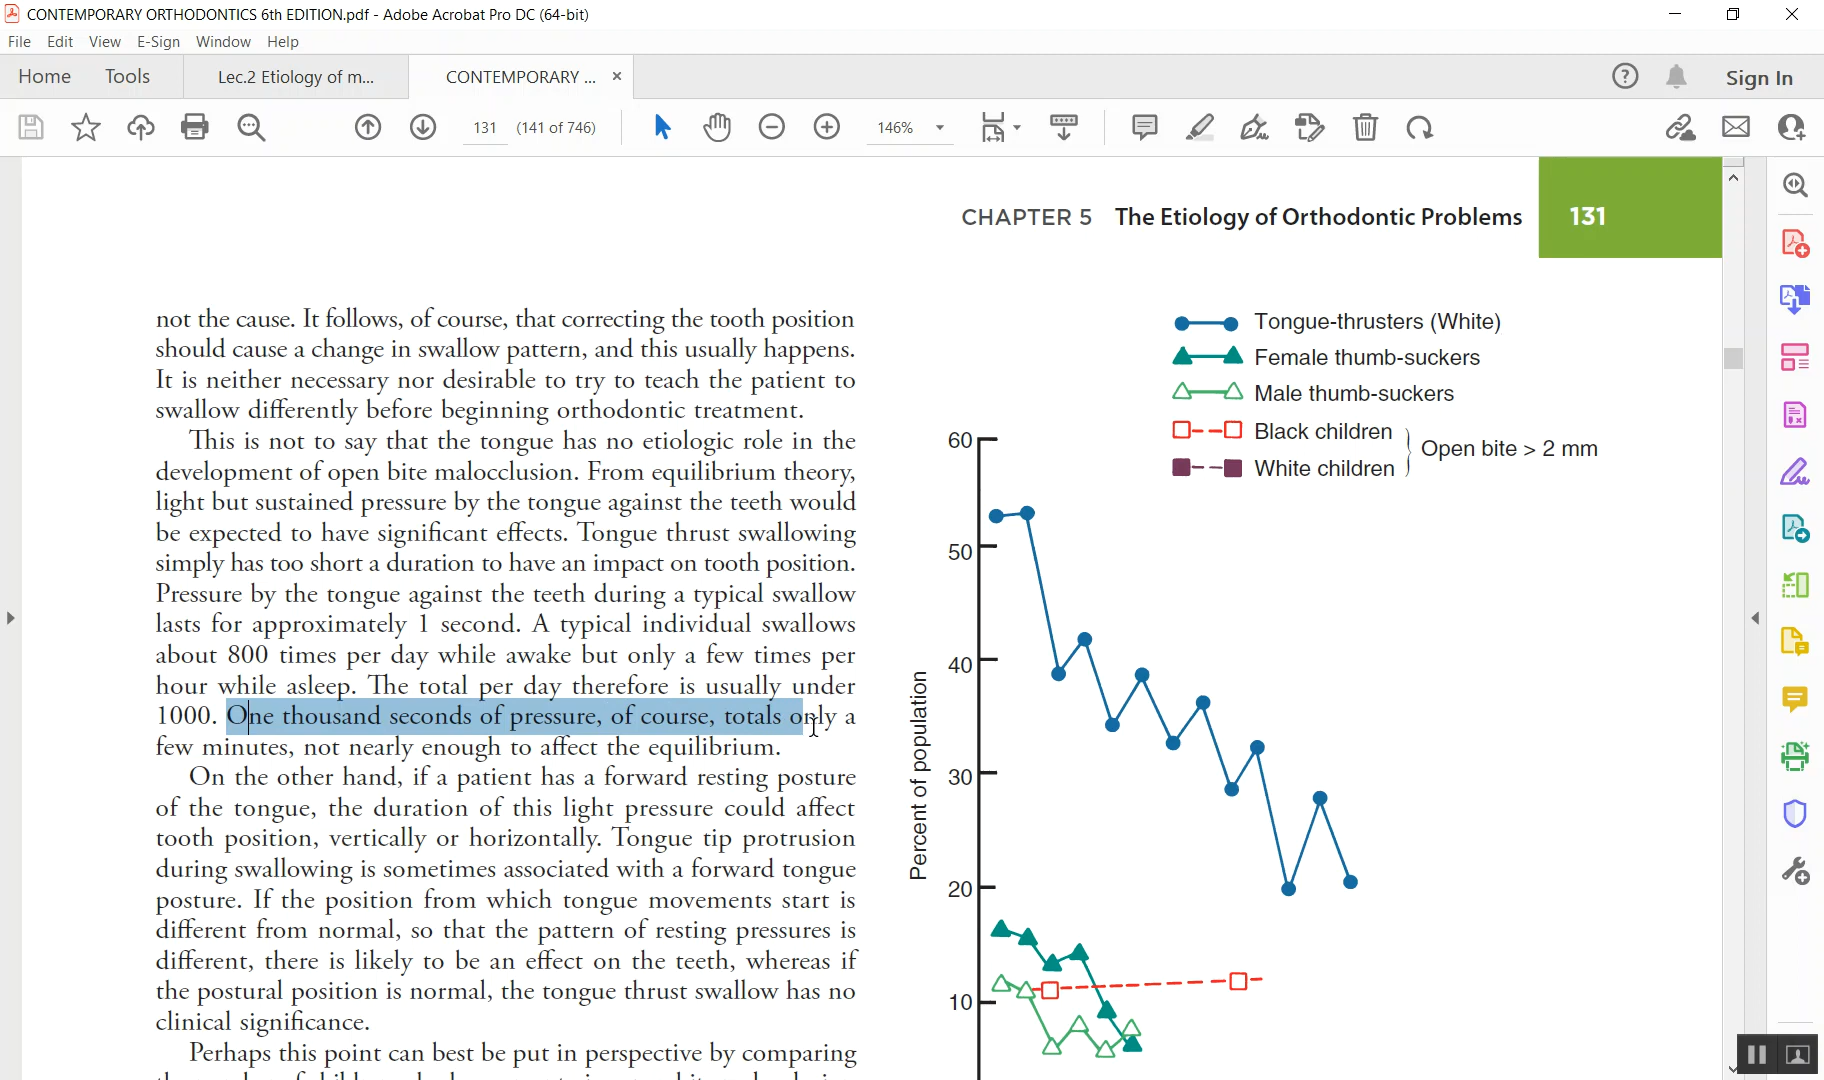 CONTEMPORARY ORTHODONTICS 6th EDITION.pdf - Adobe Acrobat Pro DC (64-bit)
File Edit View E-Sign Window Help
Home Tools Lec.2 Etiology of m... CONTEMPORARY ... × Sign In
131 (141 of 746) 146%
CHAPTER 5 The Etiology of Orthodontic Problems 131
not the cause. It follows, of course, that correcting the tooth position
should cause a change in swallow pattern, and this usually happens.
It is neither necessary nor desirable to try to teach the patient to
swallow differently before beginning orthodontic treatment.
This is not to say that the tongue has no etiologic role in the
development of open bite malocclusion. From equilibrium theory,
light but sustained pressure by the tongue against the teeth would
be expected to have significant effects. Tongue thrust swallowing
simply has too short a duration to have an impact on tooth position.
Pressure by the tongue against the teeth during a typical swallow
lasts for approximately 1 second. A typical individual swallows
about 800 times per day while awake but only a few times per
hour while asleep. The total per day therefore is usually under
1000. One thousand seconds of pressure, of course, totals only a
few minutes, not nearly enough to affect the equilibrium.
On the other hand, if a patient has a forward resting posture
of the tongue, the duration of this light pressure could affect
tooth position, vertically or horizontally. Tongue tip protrusion
during swallowing is sometimes associated with a forward tongue
posture. If the position from which tongue movements start is
different from normal, so that the pattern of resting pressures is
different, there is likely to be an effect on the teeth, whereas if
the postural position is normal, the tongue thrust swallow has no
clinical significance.
Perhaps this point can best be put in perspective by comparing
Tongue-thrusters (White)
Female thumb-suckers
Male thumb-suckers
Black children
White children
Open bite > 2 mm
60
50
40
30
20
10
Percent of population